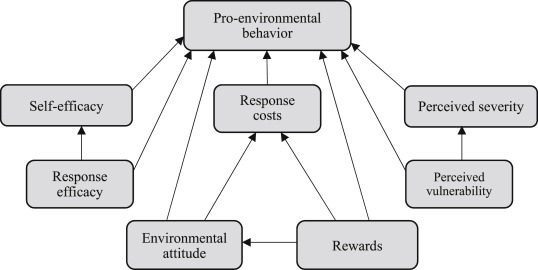 Pro-environmental
behavior
Self-efficacy
Response
costs
Perceived severity
Response
efficacy
Perceived
vulnerability
Environmental
attitude
Rewards